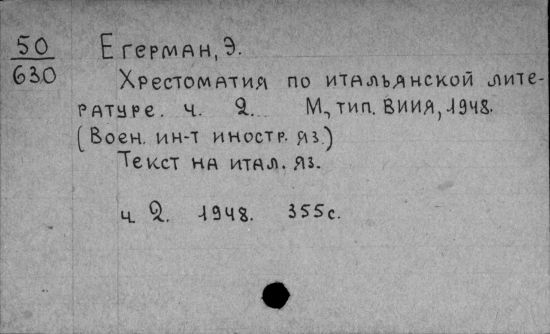 50
630
Егерман, Э.
Хрестоматия по итальянской лите-
ратуре. ч. 2. М, тип. ВИИЯ, 1948.
(Воен. ин-т иностр. яз.)
Текст на итал. яз.
ч 2. 1948. 355с.